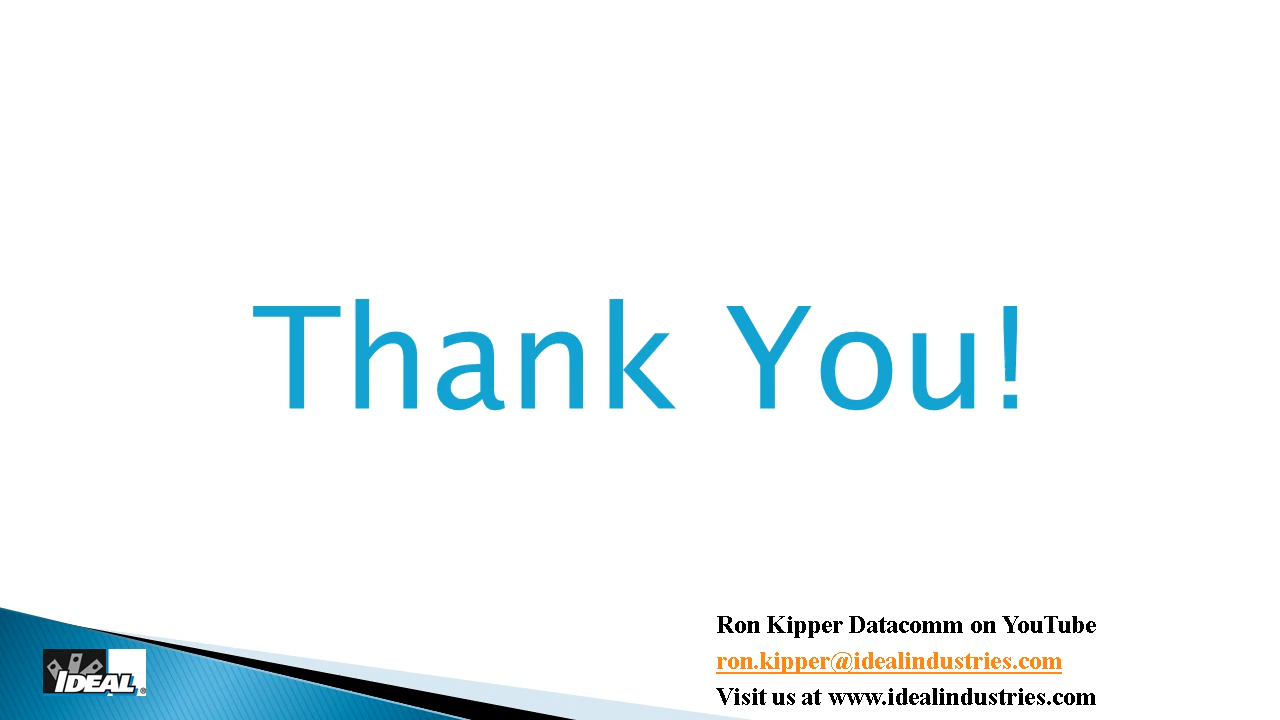 Thank You!
Ron Kipper Datacomm on YouTube
ron.kipper@idealindustries.com
Visit us at www.idealindustries.com
IDEAL®